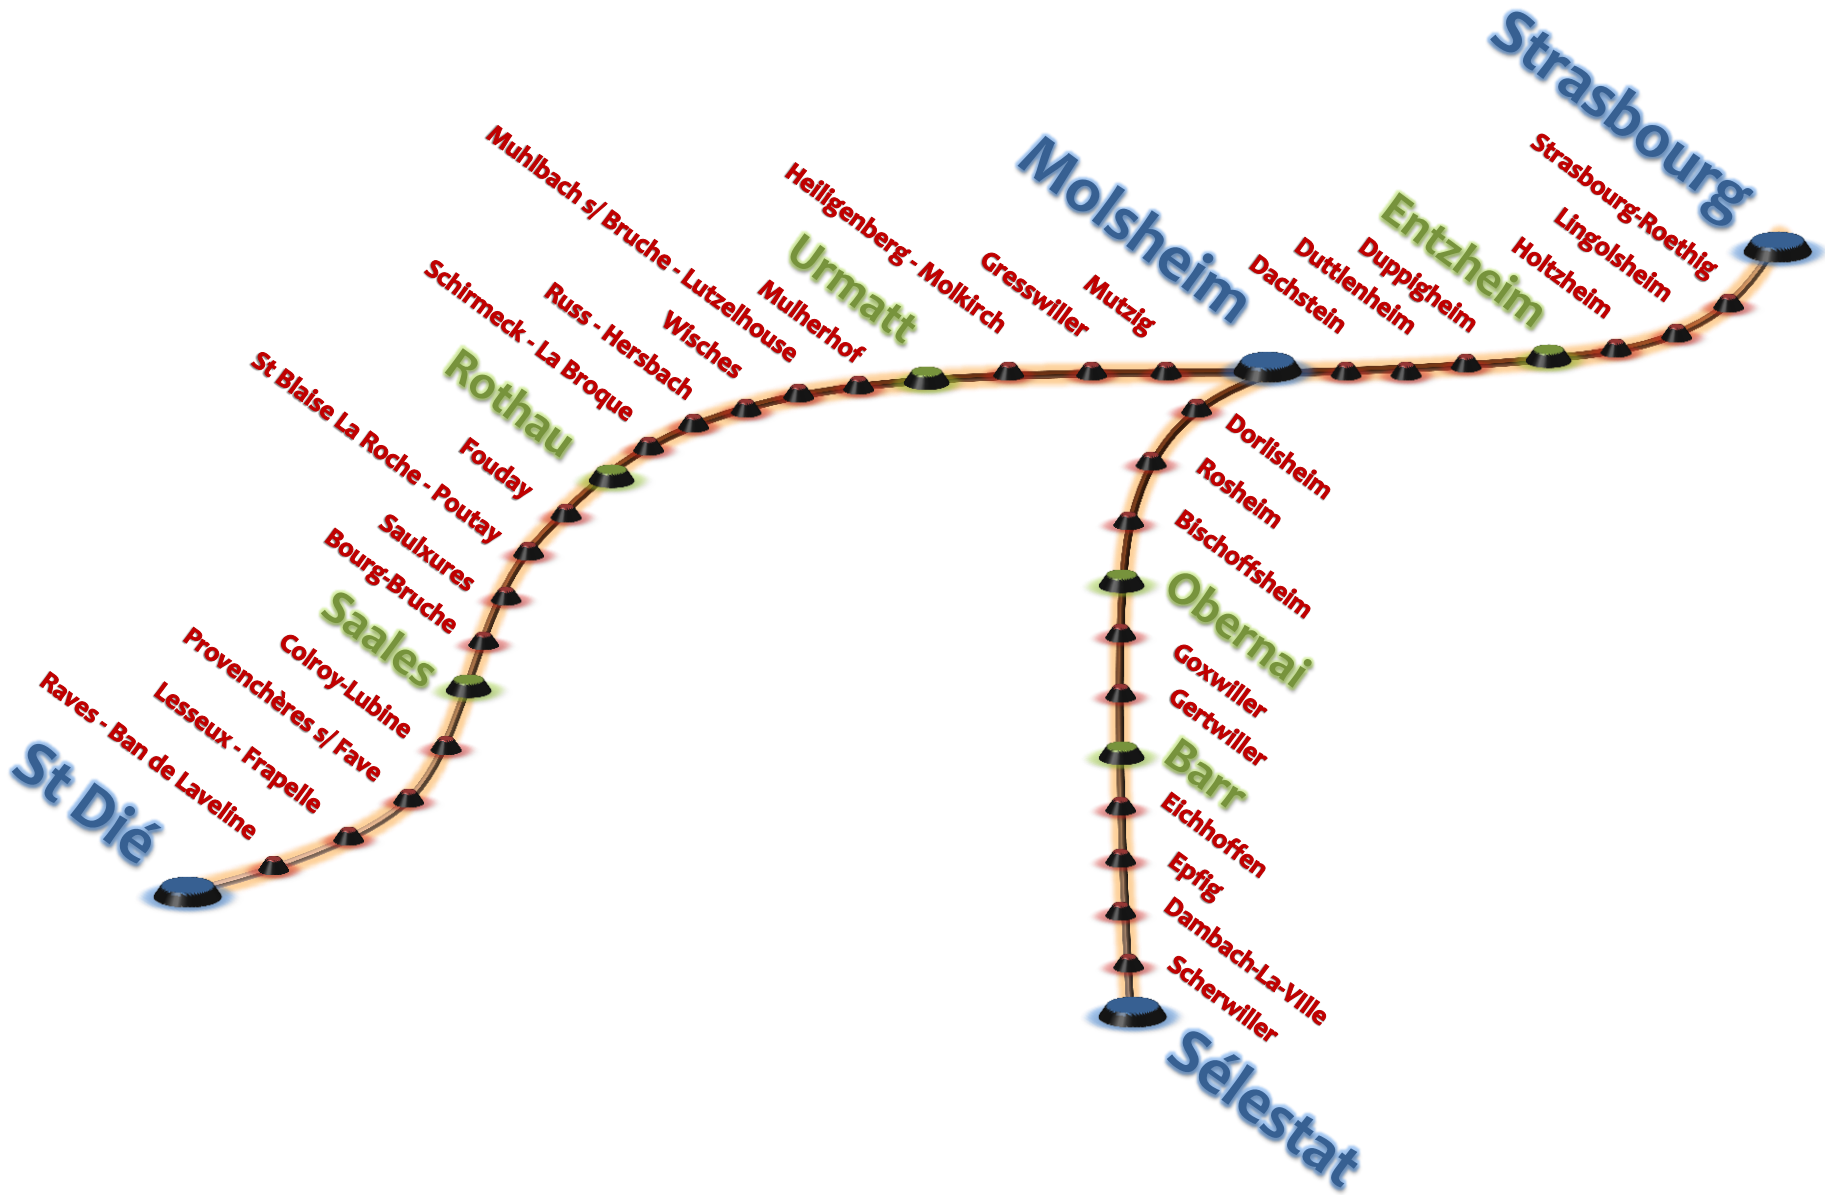 Strasbourg
Strasbourg-Roethig
Lingolsheim
Holtzheim
Entzheim
Duppigheim
Duttlenheim
Dachstein
Molsheim
Mutzig
Gresswiller
Heiligenberg - Molkirch
Urmatt
Mulherhof
Muhlbach s/ Bruche - Lutzelhouse
Wisches
Russ - Hersbach
Schirmeck - La Broque
Rothau
Fouday
St Blaise La Roche - Poutay
Saulxures
Bourg-Bruche
Saales
Colroy-Lubine
Provenchères s/ Fave
Lesseux - Frapelle
Raves - Ban de Laveline
St Dié
Dorlisheim
Rosheim
Bischoffsheim
Obernai
Goxwiller
Gertwiller
Barr
Eichhoffen
Epfig
Dambach-La-VIlle
Scherwiller
Sélestat